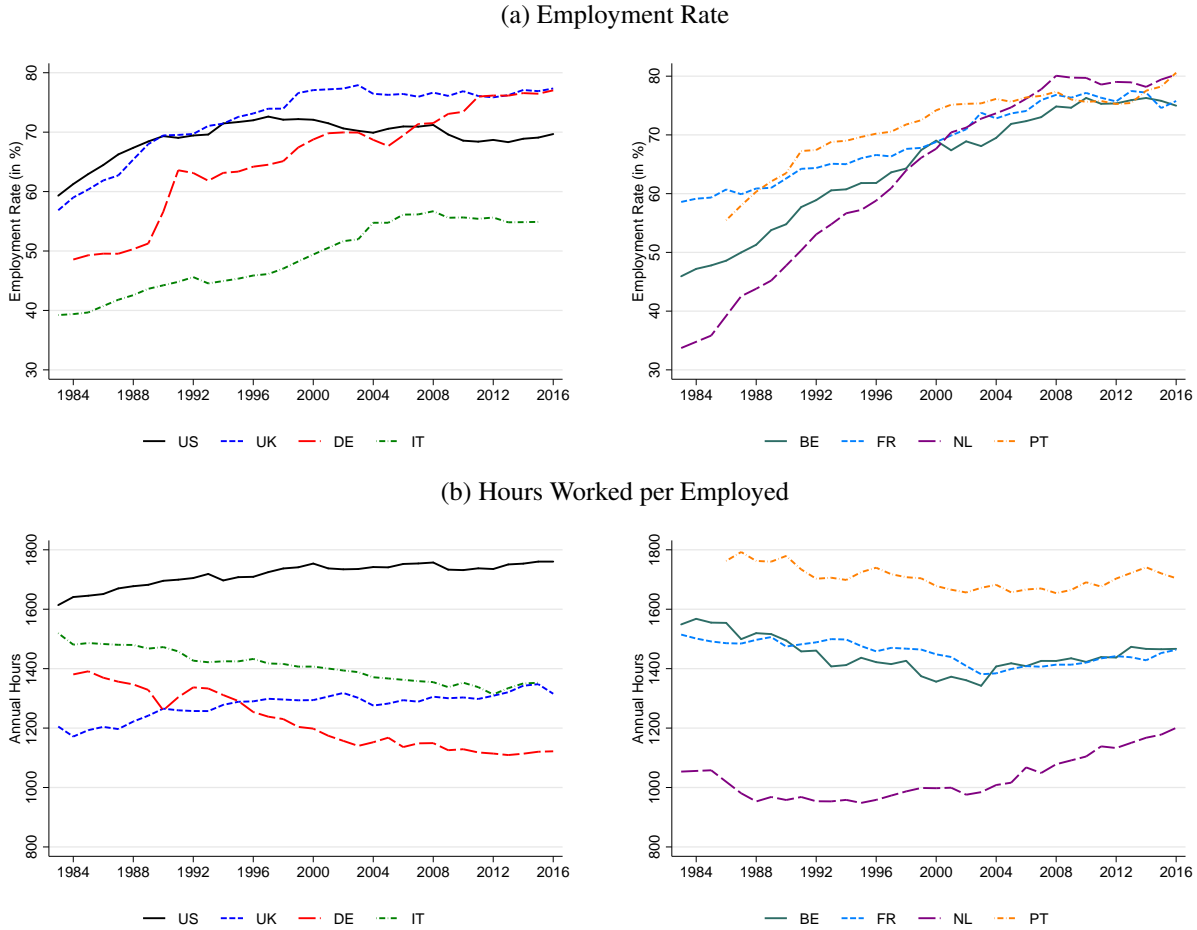 (a) Employment Rate
Employment Rate (in %)
80
70
60
50
40
30
1984 1988 1992 1996 2000 2004 2008 2012 2016
US UK DE IT
Employment Rate (in %)
80
70
60
50
40
30
1984 1988 1992 1996 2000 2004 2008 2012 2016
BE FR NL PT
(b) Hours Worked per Employed
Annual Hours
1800
1600
1400
1200
1000
800
1984 1988 1992 1996 2000 2004 2008 2012 2016
US UK DE IT
Annual Hours
1800
1600
1400
1200
1000
800
1984 1988 1992 1996 2000 2004 2008 2012 2016
BE FR NL PT